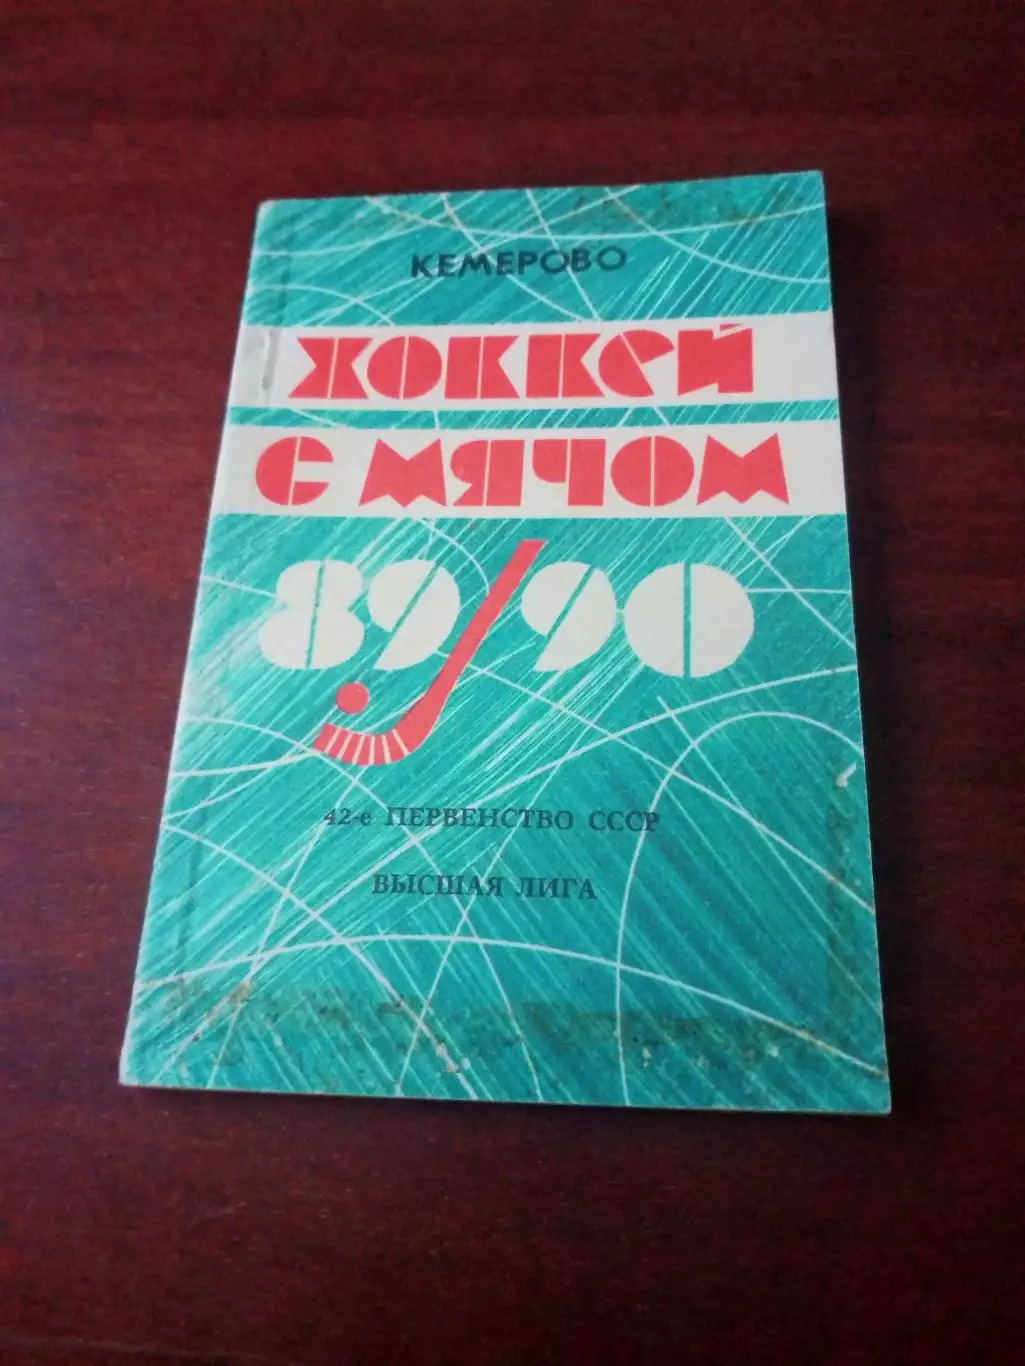 КЕМЕРОВО
ХОККЕЙ
С МЯЧОМ
89/90
42-е ПЕРВЕНСТВО СССР
ВЫСШАЯ ЛИГА